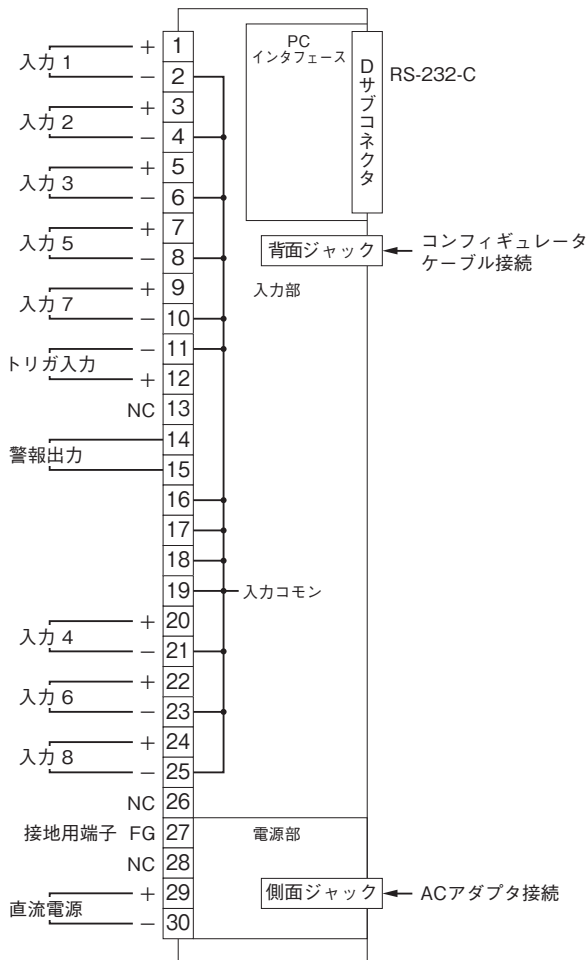 PC
インタフェース
Dサブコネクタ
RS-232-C
背面ジャック
コンフィギュレータ
ケーブル接続
入力部
入力 1
+ 1
− 2
入力 2
+ 3
− 4
入力 3
+ 5
− 6
入力 5
+ 7
− 8
入力 7
+ 9
− 10
トリガ入力
− 11
+ 12
NC 13
警報出力
14
15
16
17
18
19 入力コモン
入力 4
+ 20
− 21
入力 6
+ 22
− 23
入力 8
+ 24
− 25
NC 26
接地用端子 FG 27
電源部
NC 28
直流電源
+ 29
− 30
側面ジャック
ACアダプタ接続